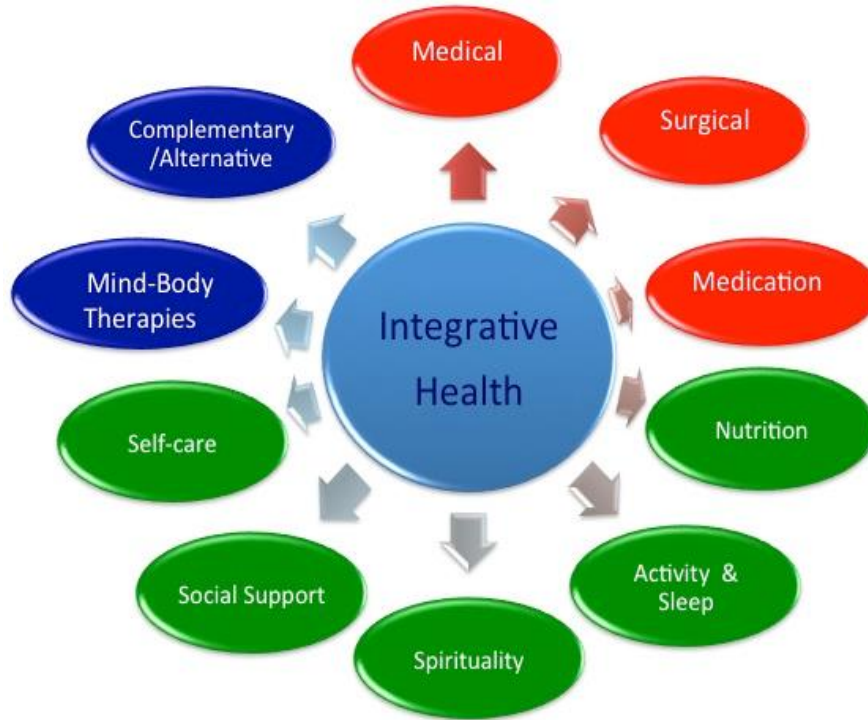 Medical
Surgical
Medication
Nutrition
Activity &
Sleep
Spirituality
Social Support
Self-care
Mind-Body
Therapies
Complementary
/Alternative
Integrative
Health